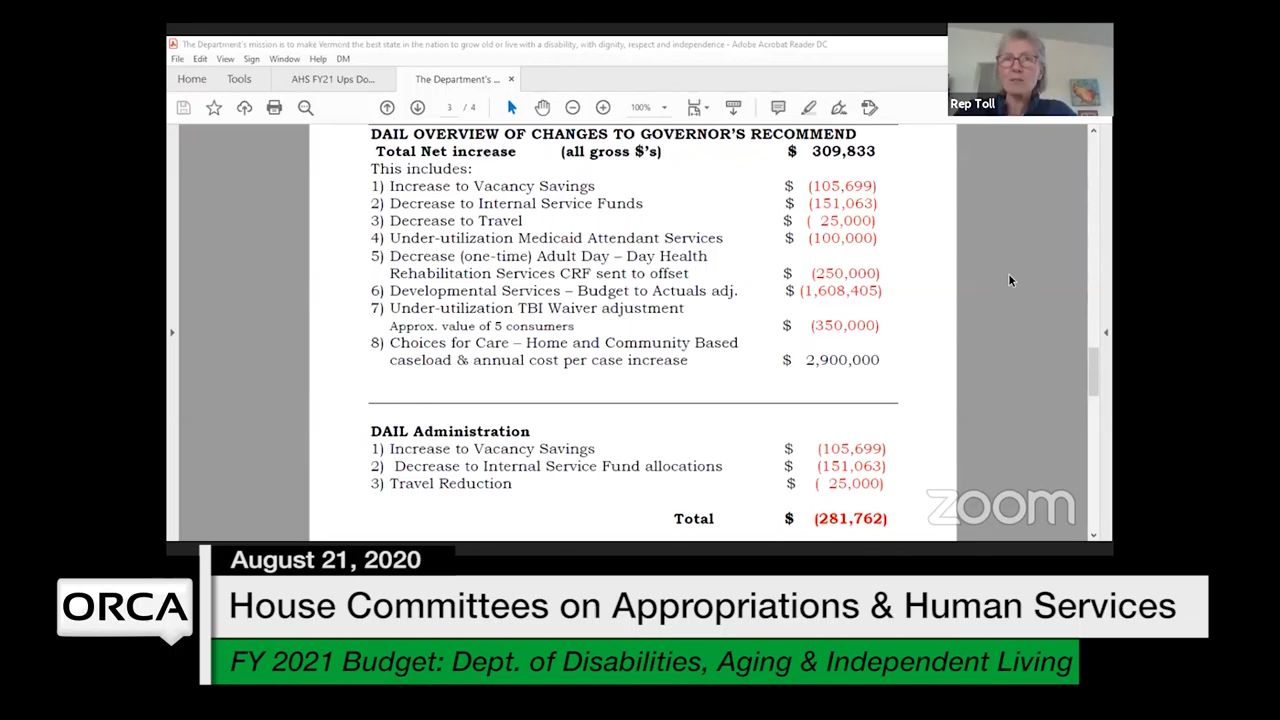 The Department's mission is to make Vermont the best state in the nation to grow old or live with a disability, with dignity, respect and independence - Adobe Acrobat Reader DC
File Edit View Sign Window Help DM
Home Tools AHS FY21 Ups Do... The Department's ... ×
3 / 4 100%
Rep Toll
DAIL OVERVIEW OF CHANGES TO GOVERNOR'S RECOMMEND
Total Net increase (all gross $'s) $ 309,833
This includes:
1) Increase to Vacancy Savings $ (105,699)
2) Decrease to Internal Service Funds $ (151,063)
3) Decrease to Travel $ ( 25,000)
4) Under-utilization Medicaid Attendant Services $ (100,000)
5) Decrease (one-time) Adult Day – Day Health
Rehabilitation Services CRF sent to offset $ (250,000)
6) Developmental Services – Budget to Actuals adj. $ (1,608,405)
7) Under-utilization TBI Waiver adjustment
Approx. value of 5 consumers $ (350,000)
8) Choices for Care – Home and Community Based
caseload & annual cost per case increase $ 2,900,000
DAIL Administration
1) Increase to Vacancy Savings $ (105,699)
2) Decrease to Internal Service Fund allocations $ (151,063)
3) Travel Reduction $ ( 25,000)
Total $ (281,762)
zoom
August 21, 2020
ORCA
House Committees on Appropriations & Human Services
FY 2021 Budget: Dept. of Disabilities, Aging & Independent Living